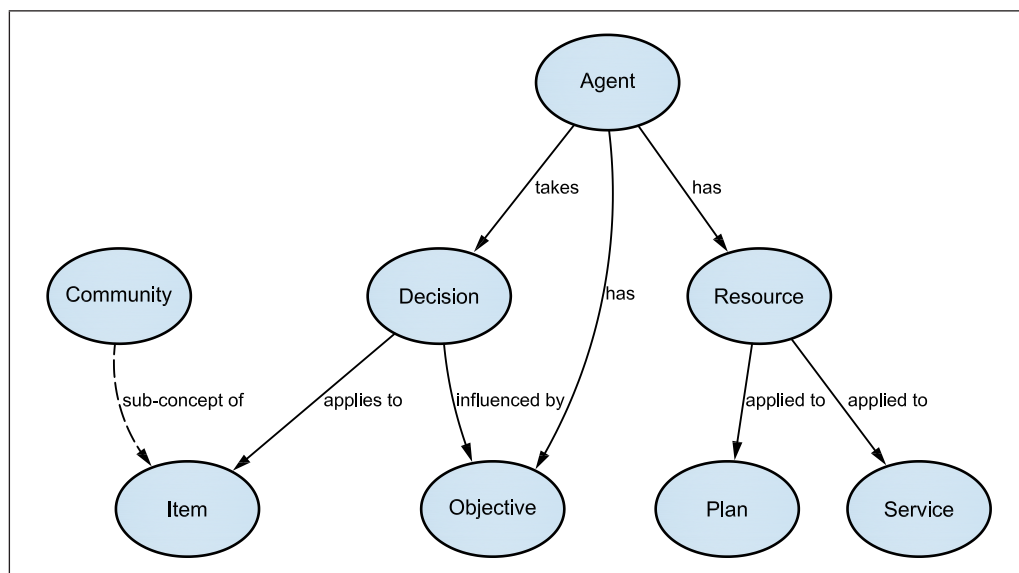 Agent
takes
has
Community
Decision
has
Resource
sub-concept of
applies to
influenced by
applied to
applied to
Item
Objective
Plan
Service